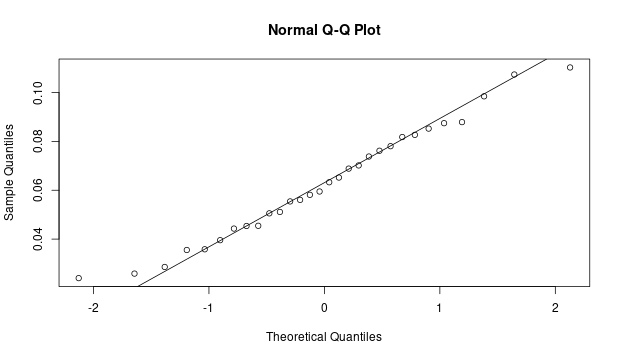 Normal Q-Q Plot
Sample Quantiles
0.10
0.08
0.06
0.04
-2 -1 0 1 2
Theoretical Quantiles